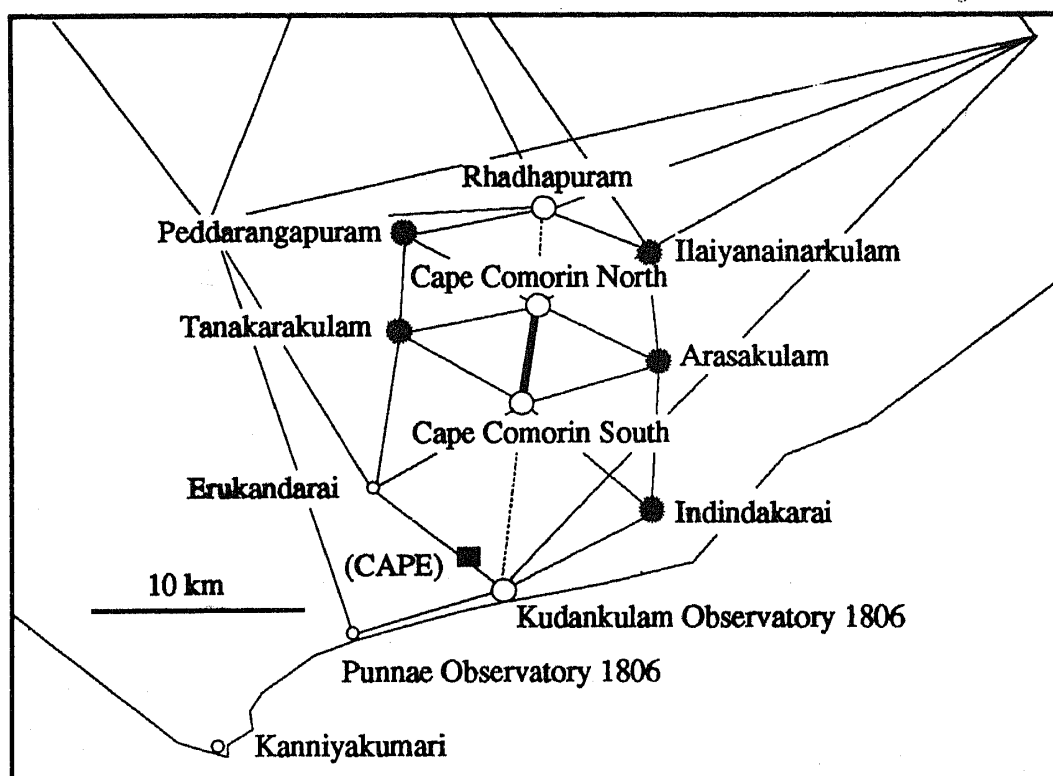 Rhadhapuram
Peddarangapuram
Ilaiyanainarkulam
Cape Comorin North
Tanakarakulam
Arasakulam
Cape Comorin South
Erukandarai
Indindakarai
(CAPE)
10 km
Kudankulam Observatory 1806
Punnae Observatory 1806
Kanniyakumari